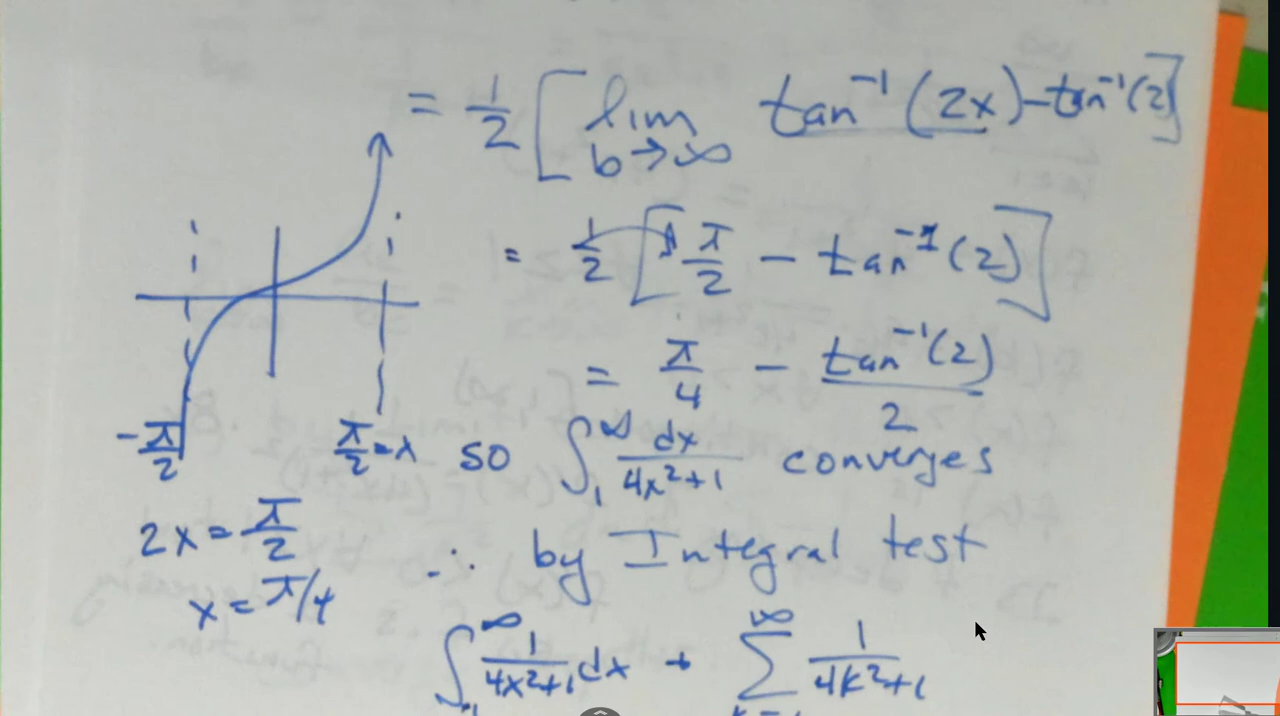 = 1/2 [ lim b→∞ tan⁻¹(2x) - tan⁻¹(2) ]
= 1/2 [ π/2 - tan⁻¹(2) ]
= π/4 - tan⁻¹(2)/2
-π/2 π/2 = x
so ∫₁^∞ dx/(4x²+1) converges
2x = π/2
x = π/4
∴ by Integral test
∫₁^∞ 1/(4x²+1) dx + ∑^∞ 1/(4k²+1)